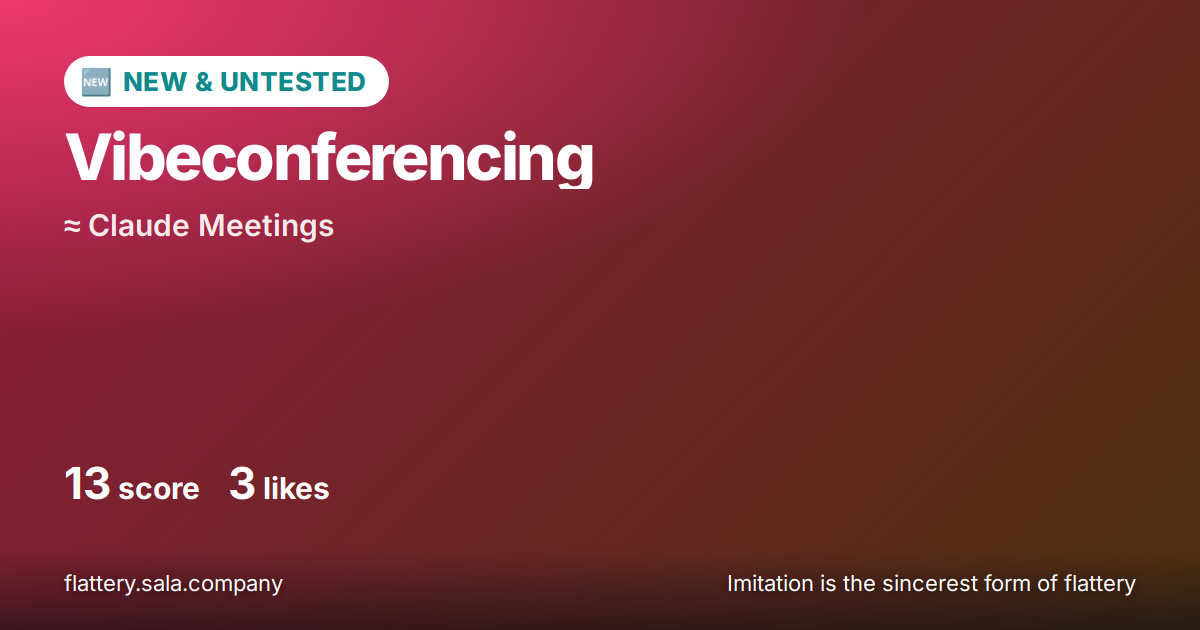 🆕 NEW & UNTESTED
Vibeconferencing
≈ Claude Meetings
13 score 3 likes
flattery.sala.company
Imitation is the sincerest form of flattery